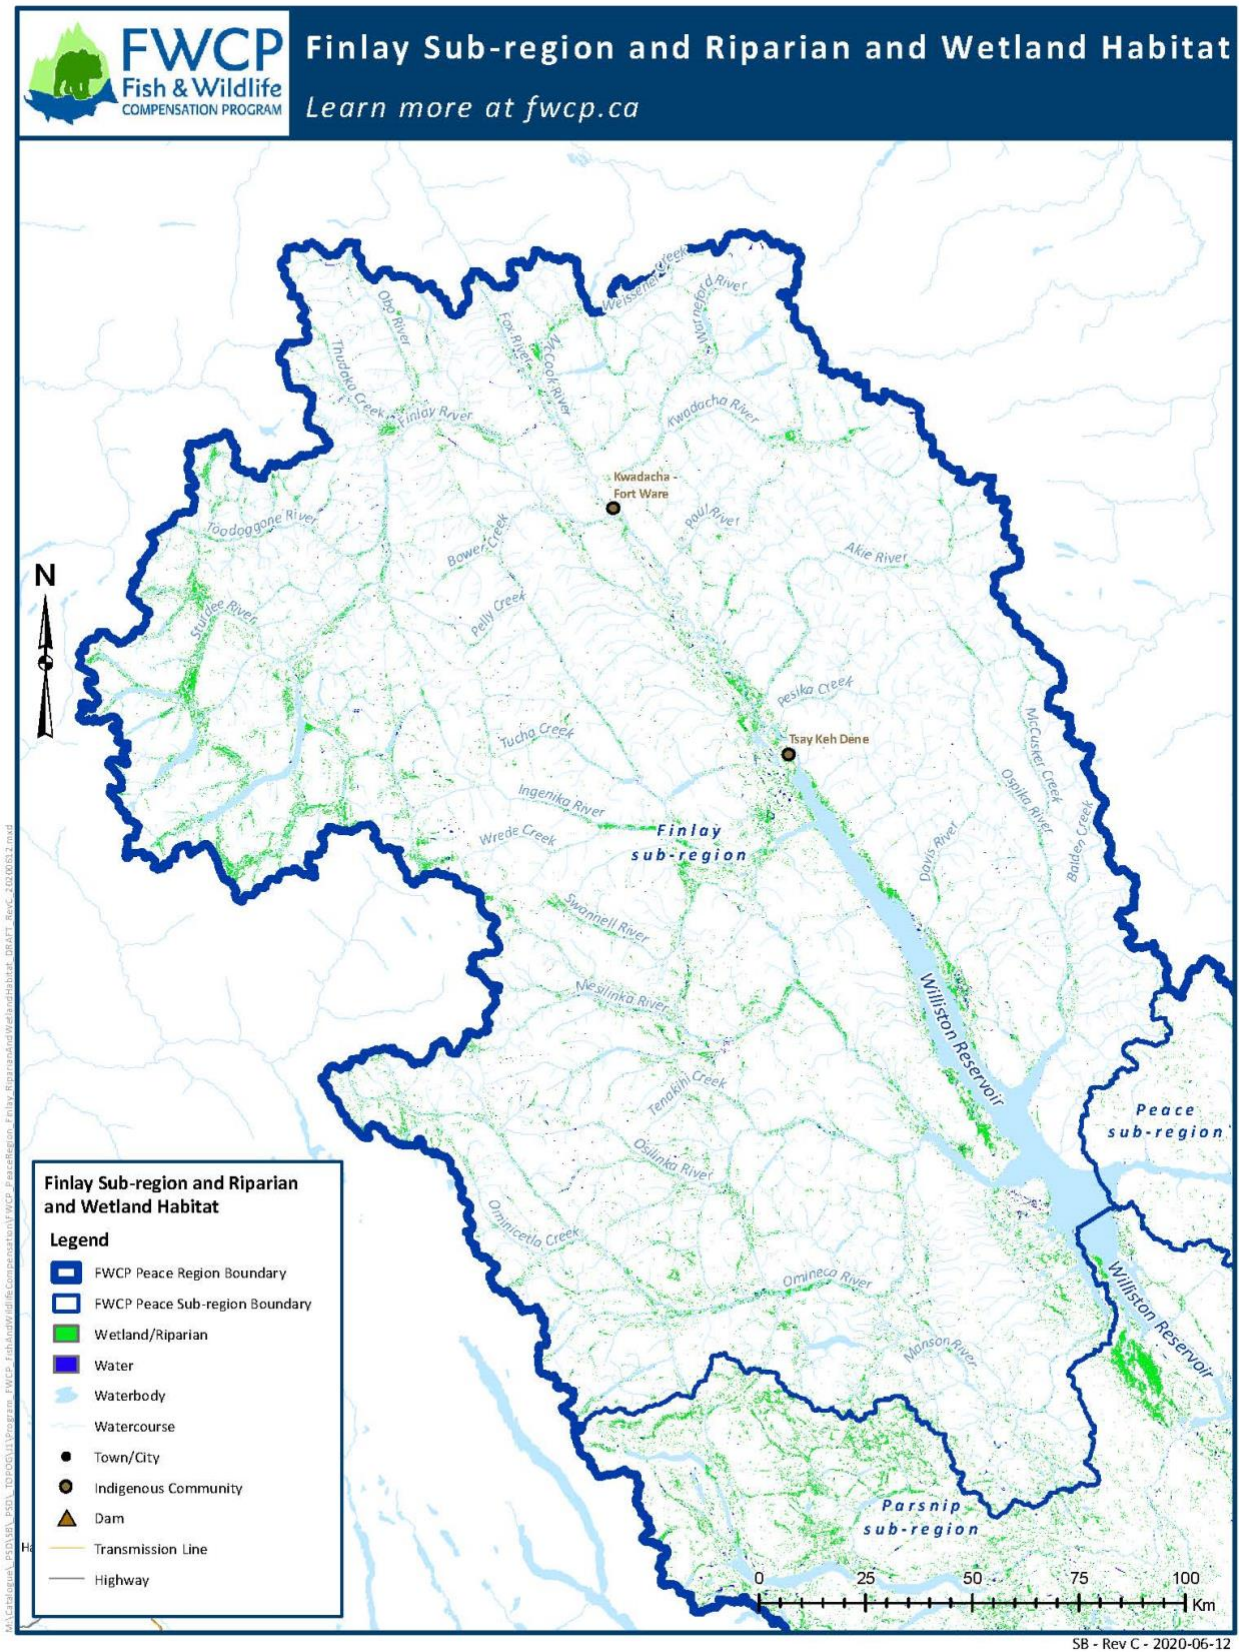 FWCP
Fish & Wildlife
COMPENSATION PROGRAM
Finlay Sub-region and Riparian and Wetland Habitat
Learn more at fwcp.ca
Weissener Creek
Warneford River
Obo River
Fox River
McCook River
Thudaka Creek
Finlay River
Kwadacha River
Kwadacha -
Fort Ware
Toodoggone River
Bower Creek
Paul River
Akie River
N
Pelly Creek
Sturdee River
Pesika Creek
McCusker Creek
Tucha Creek
Tsay Keh Dene
Ospika River
Ingenika River
Balden Creek
Wrede Creek
Finlay
sub-region
Davis River
Swannell River
Mesilinka River
Williston Reservoir
Tenakihi Creek
Peace
sub-region
Osilinka River
Ominicetla Creek
Omineca River
Williston Reservoir
Manson River
Parsnip
sub-region
Finlay Sub-region and Riparian
and Wetland Habitat
Legend
FWCP Peace Region Boundary
FWCP Peace Sub-region Boundary
Wetland/Riparian
Water
Waterbody
Watercourse
Town/City
Indigenous Community
Dam
Transmission Line
Highway
0 25 50 75 100
Km
SB - Rev C - 2020-06-12